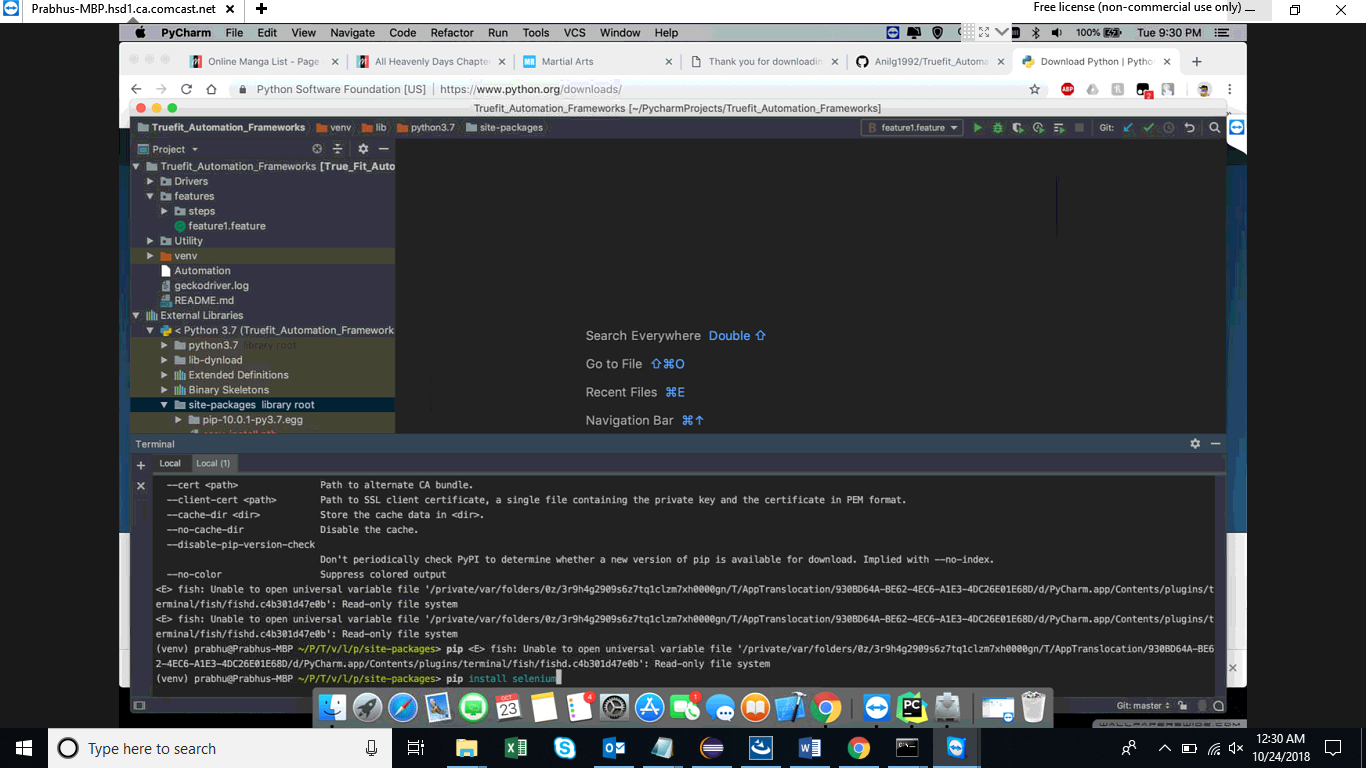 Prabhus-MBP.hsd1.ca.comcast.net
Free license (non-commercial use only)
PyCharm File Edit View Navigate Code Refactor Run Tools VCS Window Help
100% Tue 9:30 PM
Online Manga List - Page
All Heavenly Days Chapte
Martial Arts
Thank you for downloadin
Anilg1992/Truefit_Automa
Download Python | Pytho
Python Software Foundation [US] | https://www.python.org/downloads/
ABP
2
Truefit_Automation_Frameworks [~/PycharmProjects/Truefit_Automation_Frameworks]
Truefit_Automation_Frameworks venv lib python3.7 site-packages
feature1.feature
Git:
Project
Truefit_Automation_Frameworks [True_Fit_Auto
Drivers
features
steps
feature1.feature
Utility
venv
Automation
geckodriver.log
README.md
External Libraries
< Python 3.7 (Truefit_Automation_Framework
python3.7 library root
lib-dynload
Extended Definitions
Binary Skeletons
site-packages library root
pip-10.0.1-py3.7.egg
Search Everywhere Double ⇧
Go to File ⇧⌘O
Recent Files ⌘E
Navigation Bar ⌘↑
Terminal
Local Local (1)
--cert <path> Path to alternate CA bundle.
--client-cert <path> Path to SSL client certificate, a single file containing the private key and the certificate in PEM format.
--cache-dir <dir> Store the cache data in <dir>.
--no-cache-dir Disable the cache.
--disable-pip-version-check
Don't periodically check PyPI to determine whether a new version of pip is available for download. Implied with --no-index.
--no-color Suppress colored output
<E> fish: Unable to open universal variable file '/private/var/folders/0z/3r9h4g2909s6z7tq1clzm7xh0000gn/T/AppTranslocation/930BD64A-BE62-4EC6-A1E3-4DC26E01E68D/d/PyCharm.app/Contents/plugins/t
erminal/fish/fishd.c4b301d47e0b': Read-only file system
<E> fish: Unable to open universal variable file '/private/var/folders/0z/3r9h4g2909s6z7tq1clzm7xh0000gn/T/AppTranslocation/930BD64A-BE62-4EC6-A1E3-4DC26E01E68D/d/PyCharm.app/Contents/plugins/t
erminal/fish/fishd.c4b301d47e0b': Read-only file system
(venv) prabhu@Prabhus-MBP ~/P/T/v/l/p/site-packages> pip <E> fish: Unable to open universal variable file '/private/var/folders/0z/3r9h4g2909s6z7tq1clzm7xh0000gn/T/AppTranslocation/930BD64A-BE6
2-4EC6-A1E3-4DC26E01E68D/d/PyCharm.app/Contents/plugins/terminal/fish/fishd.c4b301d47e0b': Read-only file system
(venv) prabhu@Prabhus-MBP ~/P/T/v/l/p/site-packages> pip install selenium
OCT
23
4
1
PC
Git: master
Type here to search
12:30 AM
10/24/2018